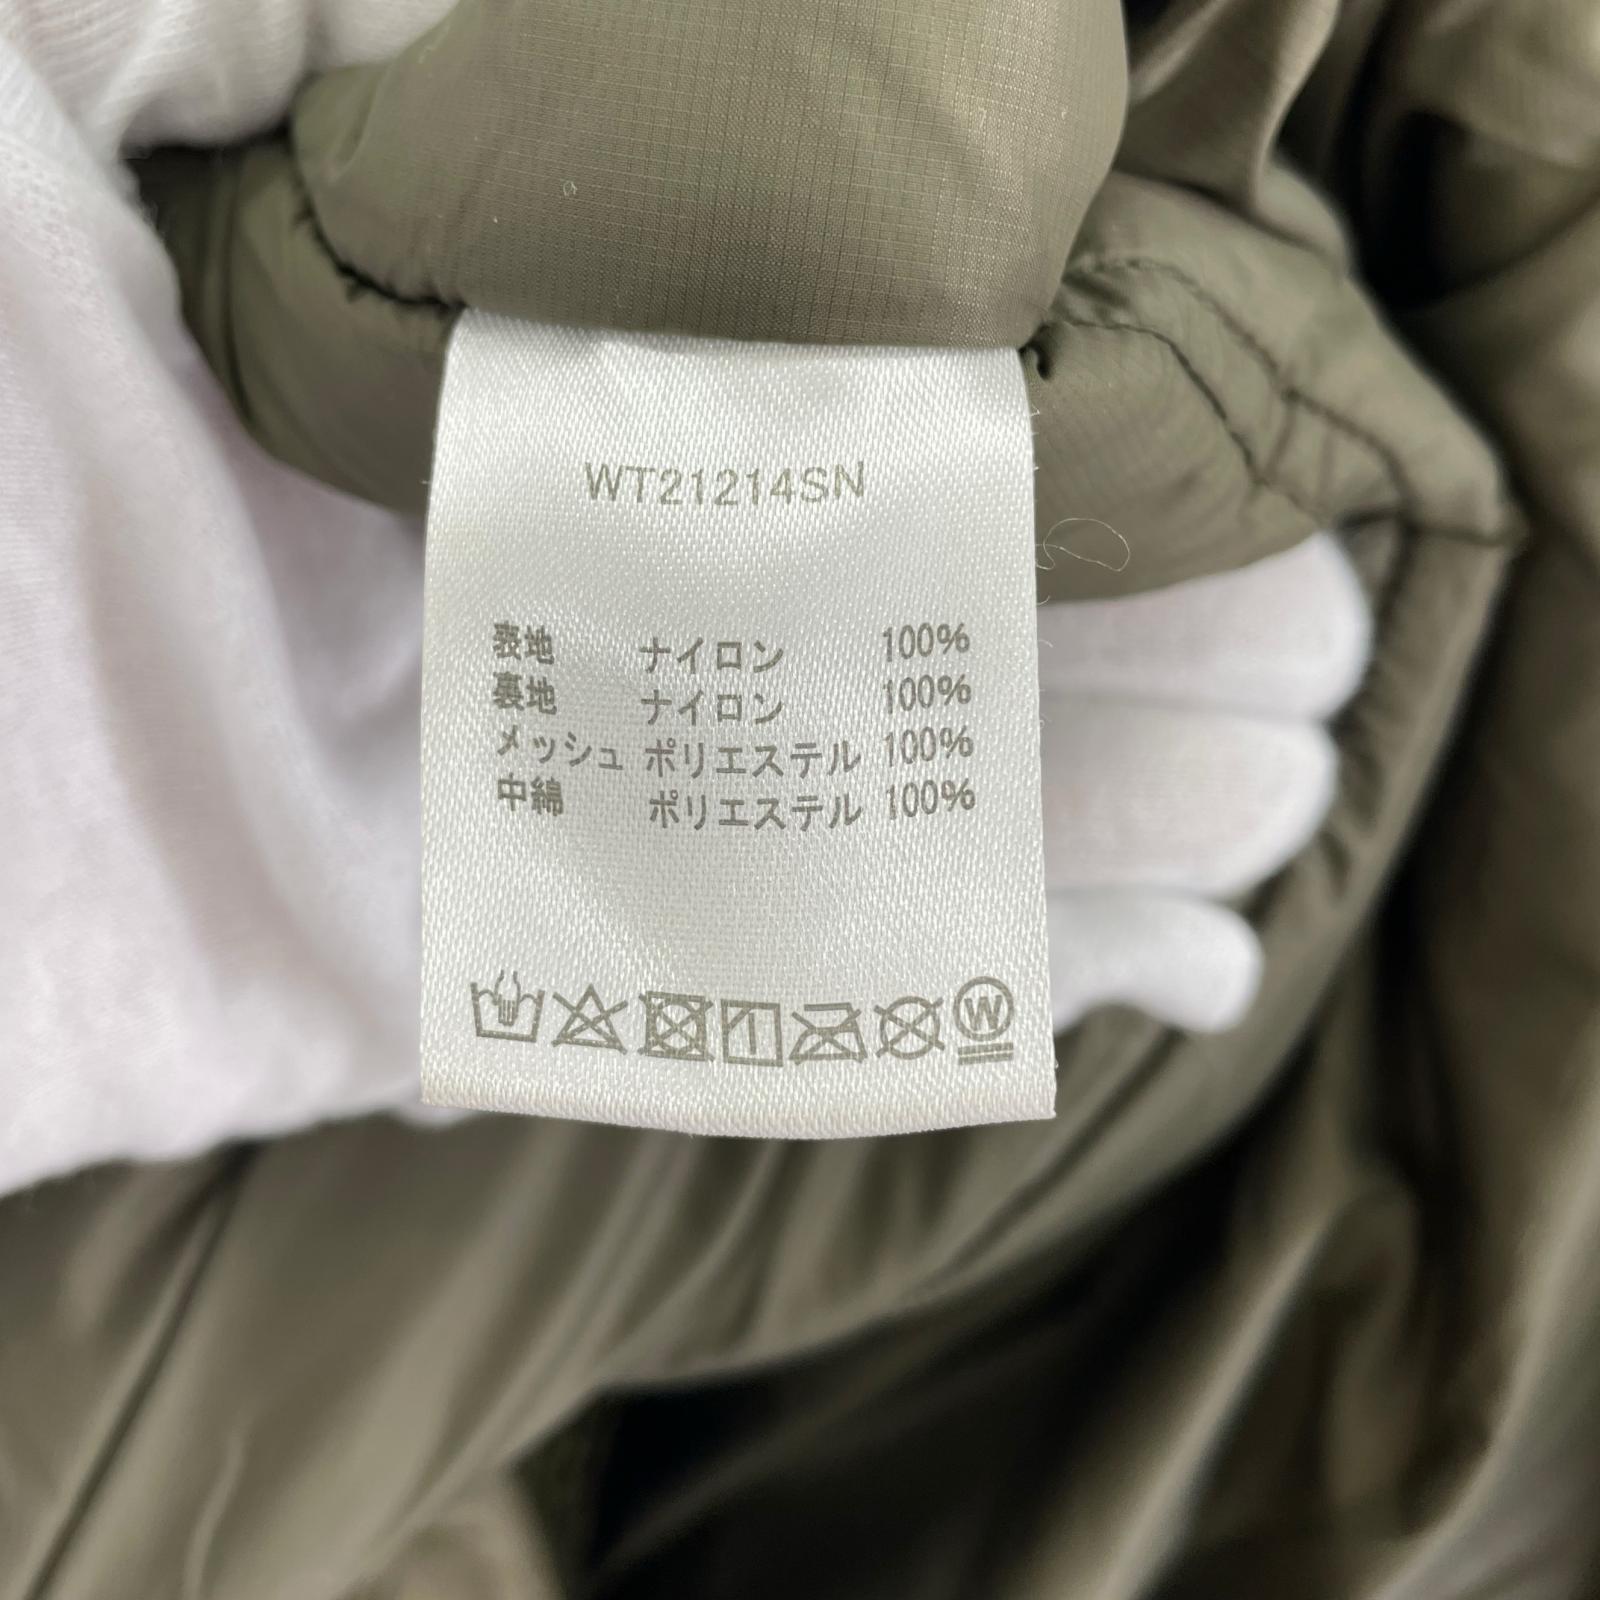 WT21214SN
表地 ナイロン 100%
裏地 ナイロン 100%
メッシュ ポリエステル 100%
中綿 ポリエステル 100%
W